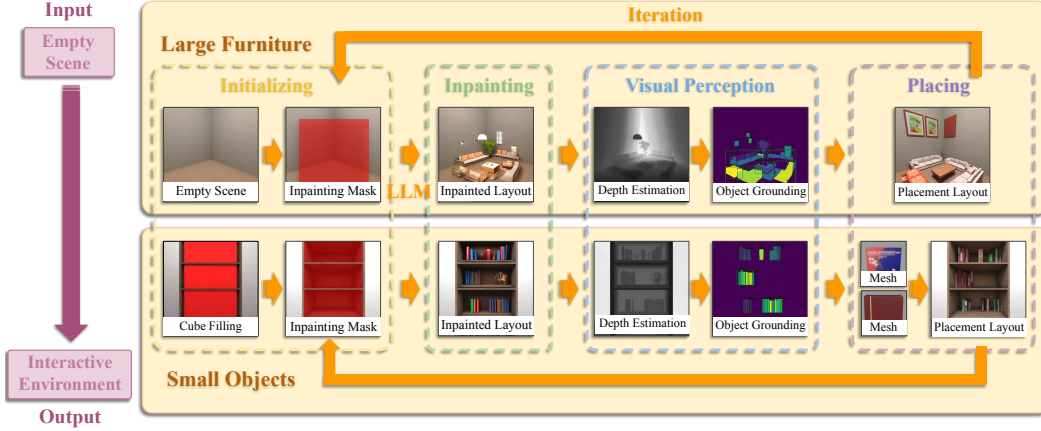 Input
Empty
Scene
Iteration
Large Furniture
Initializing
Inpainting
Visual Perception
Placing
Empty Scene
Inpainting Mask
LLM
Inpainted Layout
Depth Estimation
Object Grounding
Placement Layout
Cube Filling
Inpainting Mask
Inpainted Layout
Depth Estimation
Object Grounding
Mesh
Mesh
Placement Layout
Small Objects
Interactive
Environment
Output